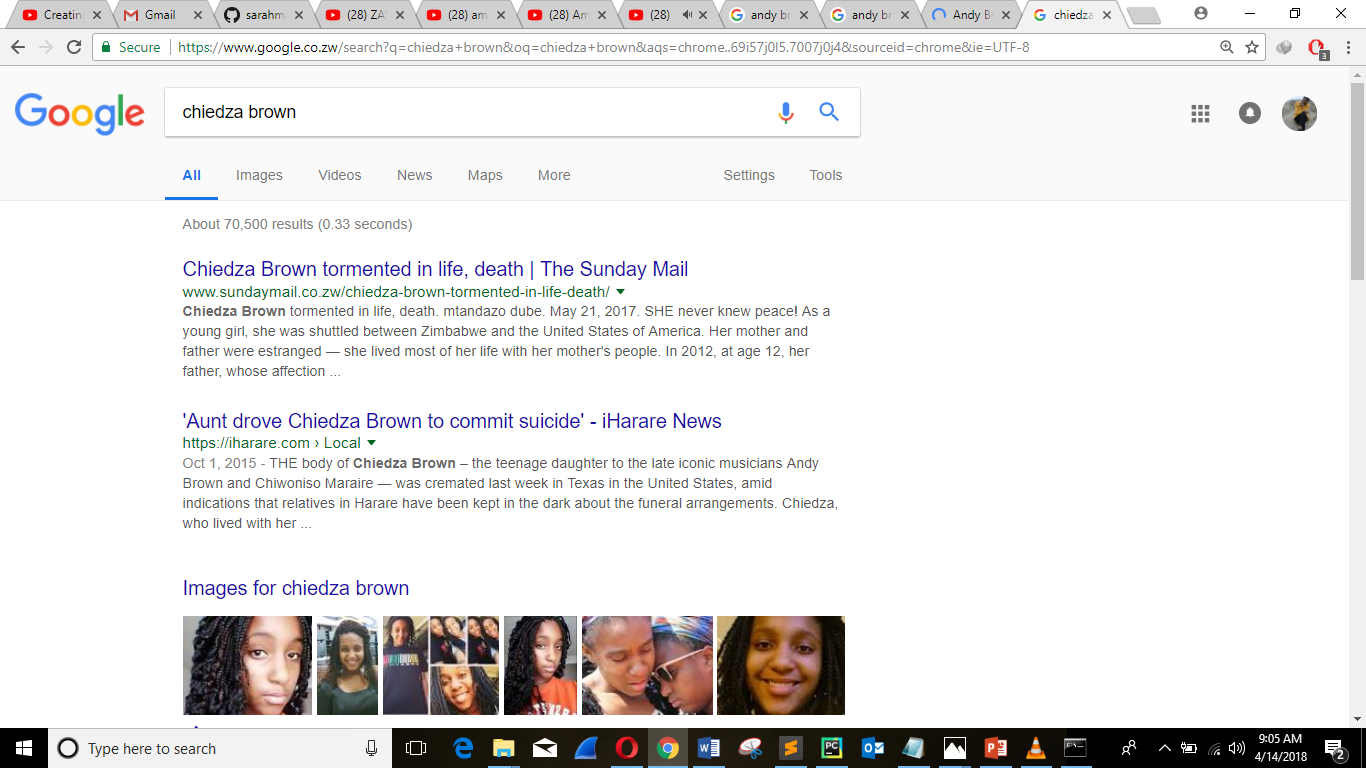 Creatin
Gmail
sarahm
(28) ZA
(28) am
(28) Am
(28)
andy br
andy br
Andy B
chiedza
Secure
https://www.google.co.zw/search?q=chiedza+brown&oq=chiedza+brown&aqs=chrome..69i57j0l5.7007j0j4&sourceid=chrome&ie=UTF-8
3
Google
chiedza brown
All
Images
Videos
News
Maps
More
Settings
Tools
About 70,500 results (0.33 seconds)
Chiedza Brown tormented in life, death | The Sunday Mail
www.sundaymail.co.zw/chiedza-brown-tormented-in-life-death/
Chiedza Brown tormented in life, death. mtandazo dube. May 21, 2017. SHE never knew peace! As a
young girl, she was shuttled between Zimbabwe and the United States of America. Her mother and
father were estranged — she lived most of her life with her mother's people. In 2012, at age 12, her
father, whose affection ...
'Aunt drove Chiedza Brown to commit suicide' - iHarare News
https://iharare.com › Local
Oct 1, 2015 - THE body of Chiedza Brown – the teenage daughter to the late iconic musicians Andy
Brown and Chiwoniso Maraire — was cremated last week in Texas in the United States, amid
indications that relatives in Harare have been kept in the dark about the funeral arrangements. Chiedza,
who lived with her ...
Images for chiedza brown
Type here to search
9:05 AM
4/14/2018
2